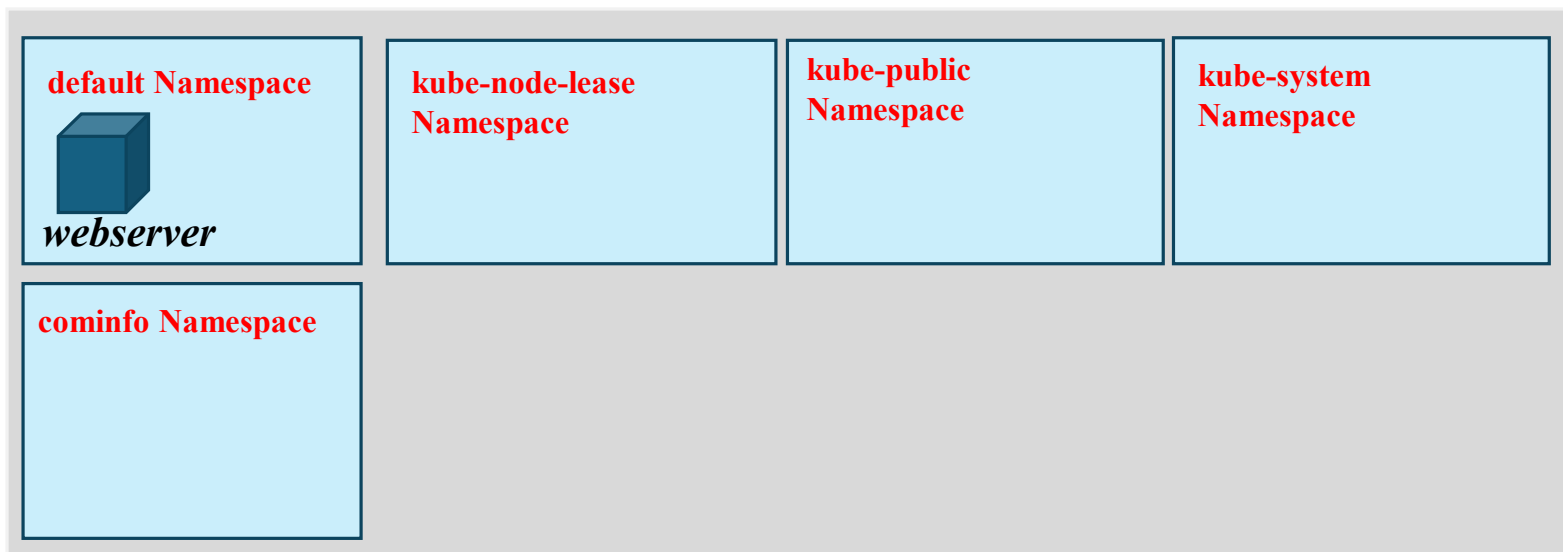 default Namespace
webserver
kube-node-lease
Namespace
kube-public
Namespace
kube-system
Namespace
cominfo Namespace